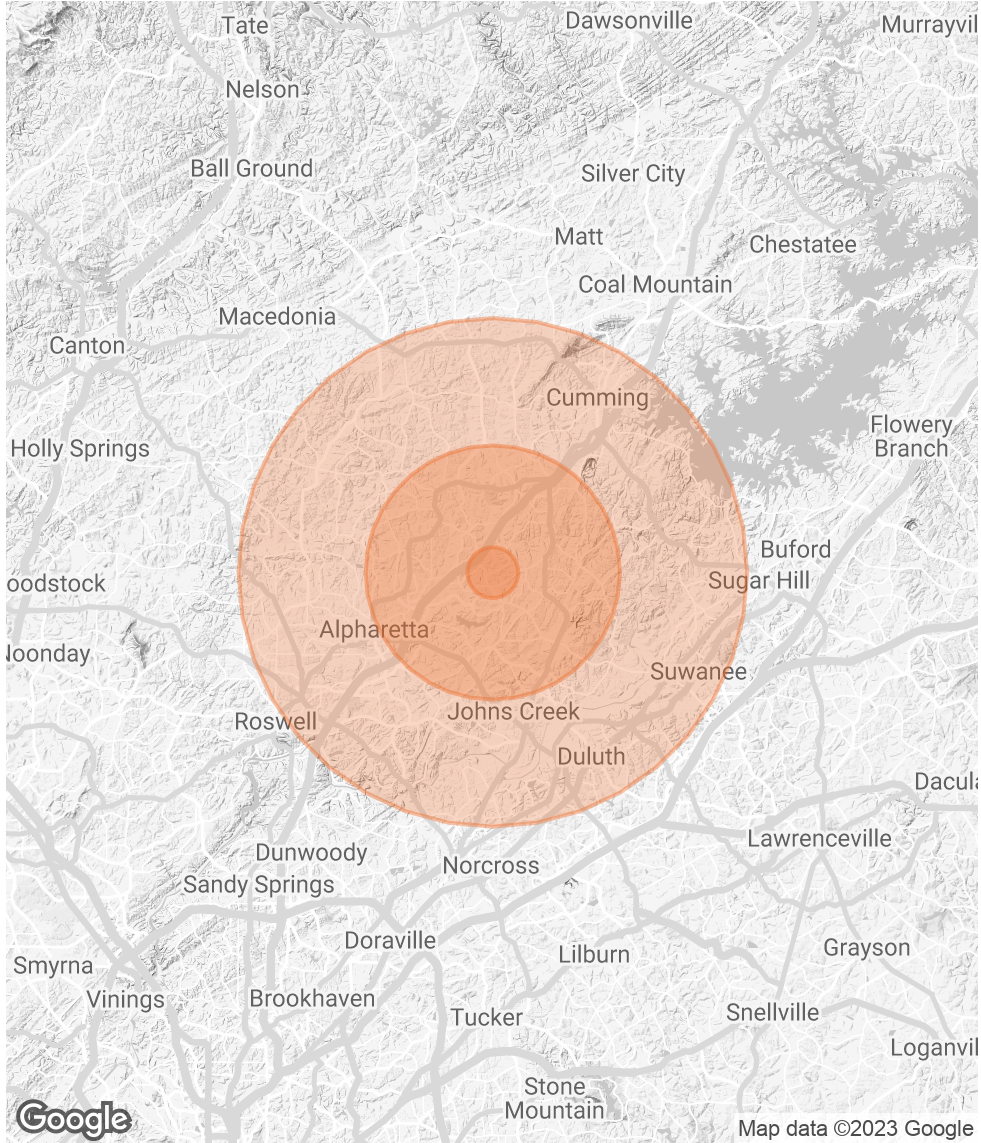 Tate
Dawsonville
Murrayvil
Nelson
Ball Ground
Silver City
Matt
Chestatee
Coal Mountain
Macedonia
Canton
Cumming
Flowery
Branch
Holly Springs
Buford
Sugar Hill
oodstock
Alpharetta
Noonday
Suwanee
Johns Creek
Roswell
Duluth
Dacula
Lawrenceville
Dunwoody
Norcross
Sandy Springs
Doraville
Grayson
Lilburn
Smyrna
Vinings
Brookhaven
Snellville
Tucker
Loganvil
Stone
Mountain
Google
Map data ©2023 Google